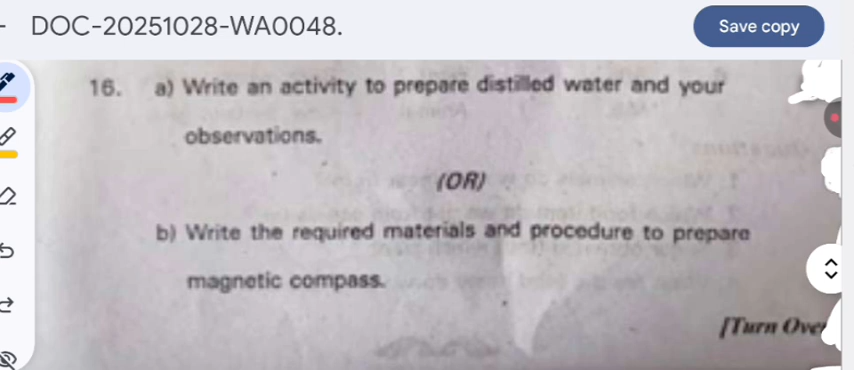 DOC-20251028-WA0048.
Save copy
16. a) Write an activity to prepare distilled water and your
observations.
(OR)
b) Write the required materials and procedure to prepare
magnetic compass.
[Turn Over